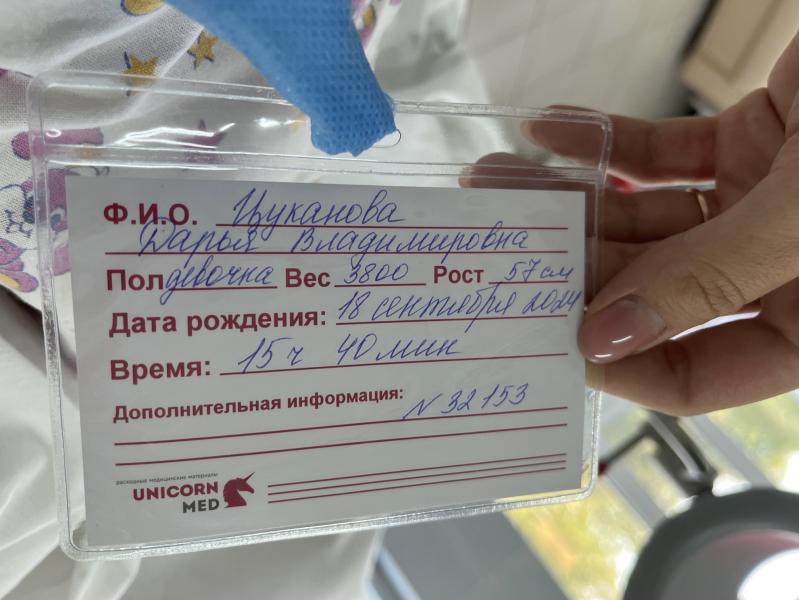 Ф.И.О. Цуканова
Дарья Владимировна
Пол девочка Вес 3800 Рост 57 см
Дата рождения: 18 сентября 2024
Время: 15 ч 40 мин
Дополнительная информация: N 32153
расходные медицинские материалы
UNICORN
MED